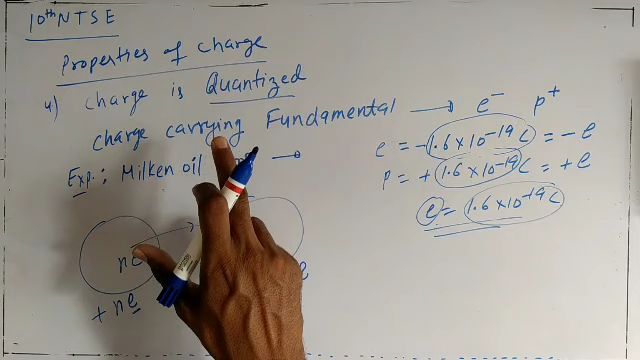 10th NTSE
Properties of charge
4) charge is Quantized
charge carrying Fundamental → e⁻ p⁺
e = -1.6×10⁻¹⁹ C = -e
P = +1.6×10⁻¹⁹ C = +e
e = 1.6×10⁻¹⁹ C
Exp.: Milken oil →
+ne